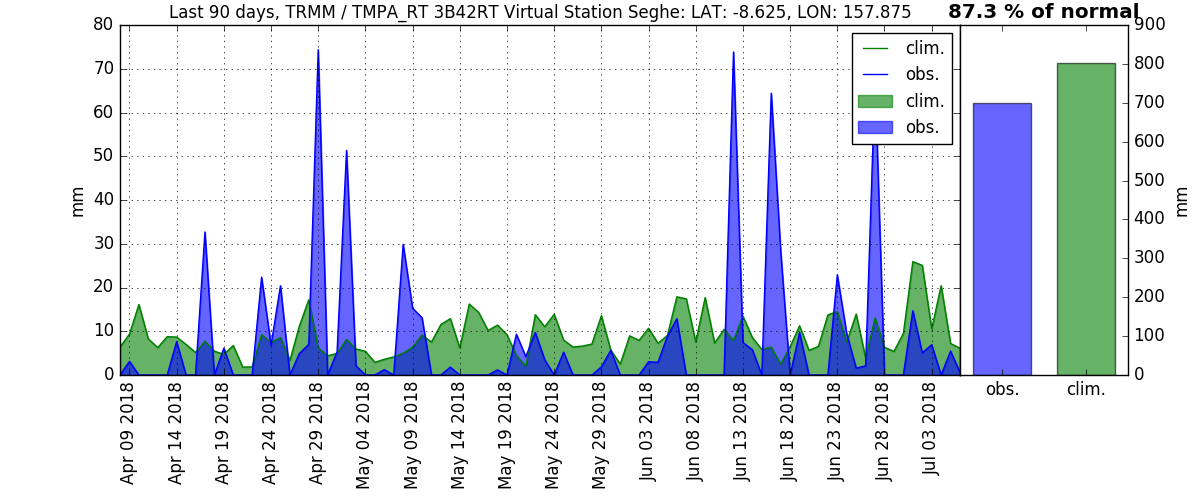 Last 90 days, TRMM / TMPA_RT 3B42RT Virtual Station Seghe: LAT: -8.625, LON: 157.875
87.3 % of normal
80
70
60
50
40
30
20
10
0
mm
clim.
obs.
clim.
obs.
900
800
700
600
500
400
300
200
100
0
mm
Apr 09 2018
Apr 14 2018
Apr 19 2018
Apr 24 2018
Apr 29 2018
May 04 2018
May 09 2018
May 14 2018
May 19 2018
May 24 2018
May 29 2018
Jun 03 2018
Jun 08 2018
Jun 13 2018
Jun 18 2018
Jun 23 2018
Jun 28 2018
Jul 03 2018
obs.
clim.